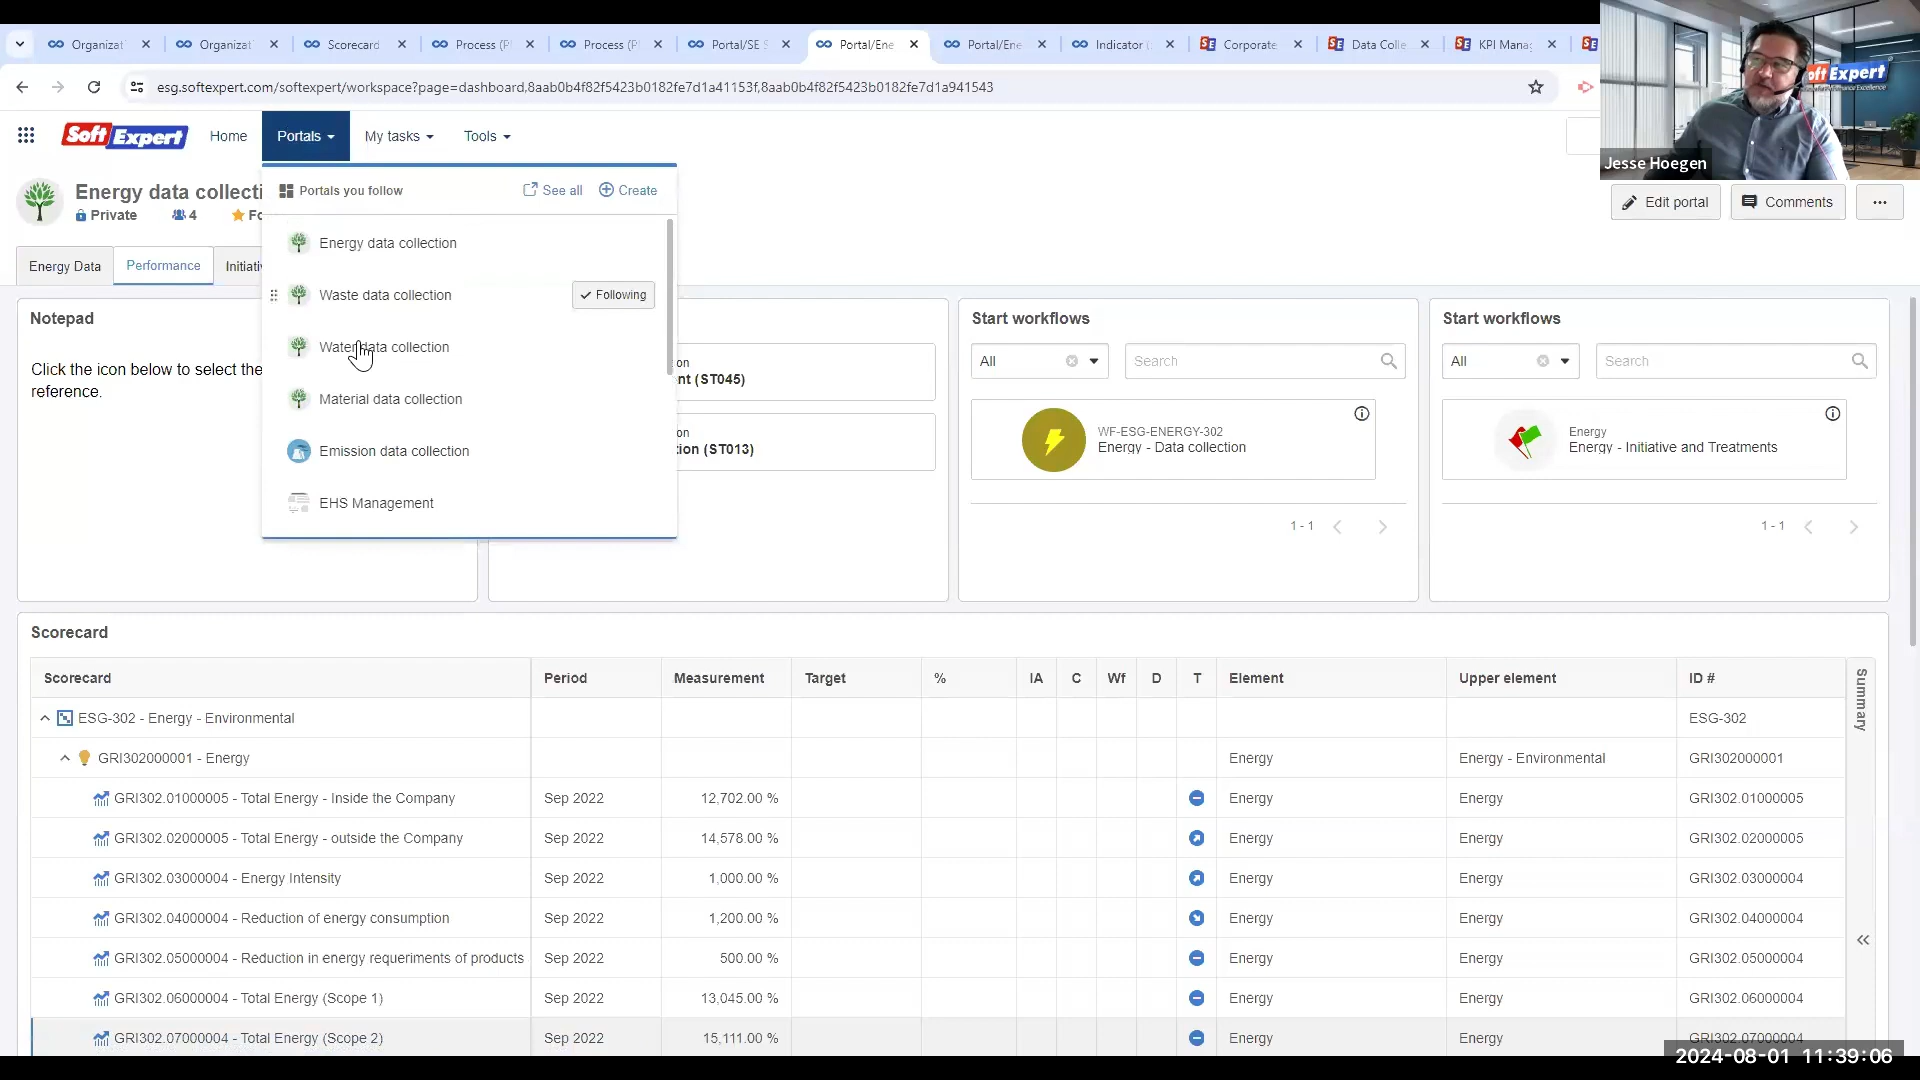 Organizat
Organizat
Scorecard
Process (P
Process (P
Portal/SE S
Portal/Ene
Portal/Ene
Indicator (
Corporate
Data Colle
KPI Mana
esg.softexpert.com/softexpert/workspace?page=dashboard,8aab0b4f82f5423b0182fe7d1a41153f,8aab0b4f82f5423b0182fe7d1a941543
Soft Expert
Jesse Hoegen
SoftExpert
Home
Portals
My tasks
Tools
Energy data collecti
Private
4
Fo
Edit portal
Comments
Portals you follow
See all
Create
Energy data collection
Waste data collection
Following
Water data collection
Material data collection
Emission data collection
EHS Management
Energy Data
Performance
Initiativ
Notepad
Click the icon below to select the
reference.
on
nt (ST045)
on
tion (ST013)
Start workflows
All
Search
WF-ESG-ENERGY-302
Energy - Data collection
1 - 1
Start workflows
All
Search
Energy
Energy - Initiative and Treatments
1 - 1
Scorecard
Scorecard Period Measurement Target % IA C Wf D T Element Upper element ID #
Summary
ESG-302 - Energy - Environmental ESG-302
GRI302000001 - Energy Energy Energy - Environmental GRI302000001
GRI302.01000005 - Total Energy - Inside the Company Sep 2022 12,702.00 % Energy Energy GRI302.01000005
GRI302.02000005 - Total Energy - outside the Company Sep 2022 14,578.00 % Energy Energy GRI302.02000005
GRI302.03000004 - Energy Intensity Sep 2022 1,000.00 % Energy Energy GRI302.03000004
GRI302.04000004 - Reduction of energy consumption Sep 2022 1,200.00 % Energy Energy GRI302.04000004
GRI302.05000004 - Reduction in energy requeriments of products Sep 2022 500.00 % Energy Energy GRI302.05000004
GRI302.06000004 - Total Energy (Scope 1) Sep 2022 13,045.00 % Energy Energy GRI302.06000004
GRI302.07000004 - Total Energy (Scope 2) Sep 2022 15,111.00 % Energy Energy GRI302.07000004
2024-08-01 11:39:06